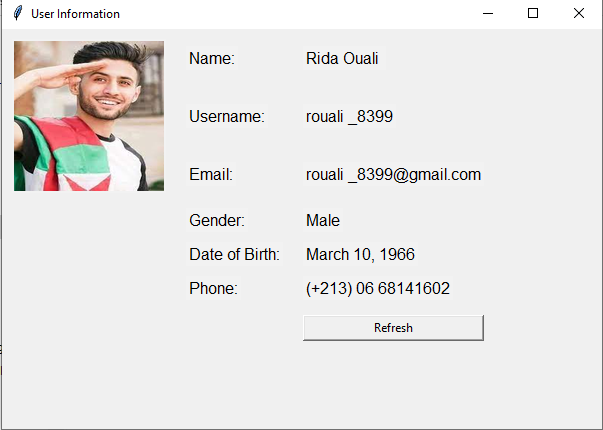 User Information
Name: Rida Ouali
Username: rouali _8399
Email: rouali _8399@gmail.com
Gender: Male
Date of Birth: March 10, 1966
Phone: (+213) 06 68141602
Refresh